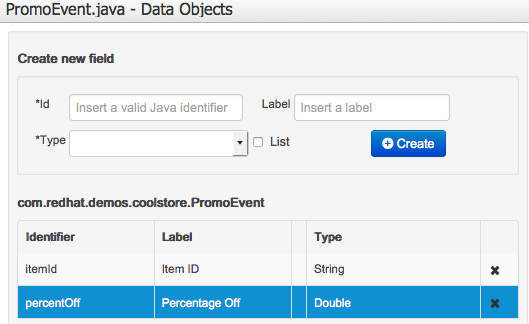 PromoEvent.java - Data Objects
Create new field
*Id Insert a valid Java identifier Label Insert a label
*Type List Create
com.redhat.demos.coolstore.PromoEvent
Identifier Label Type
itemId Item ID String
percentOff Percentage Off Double